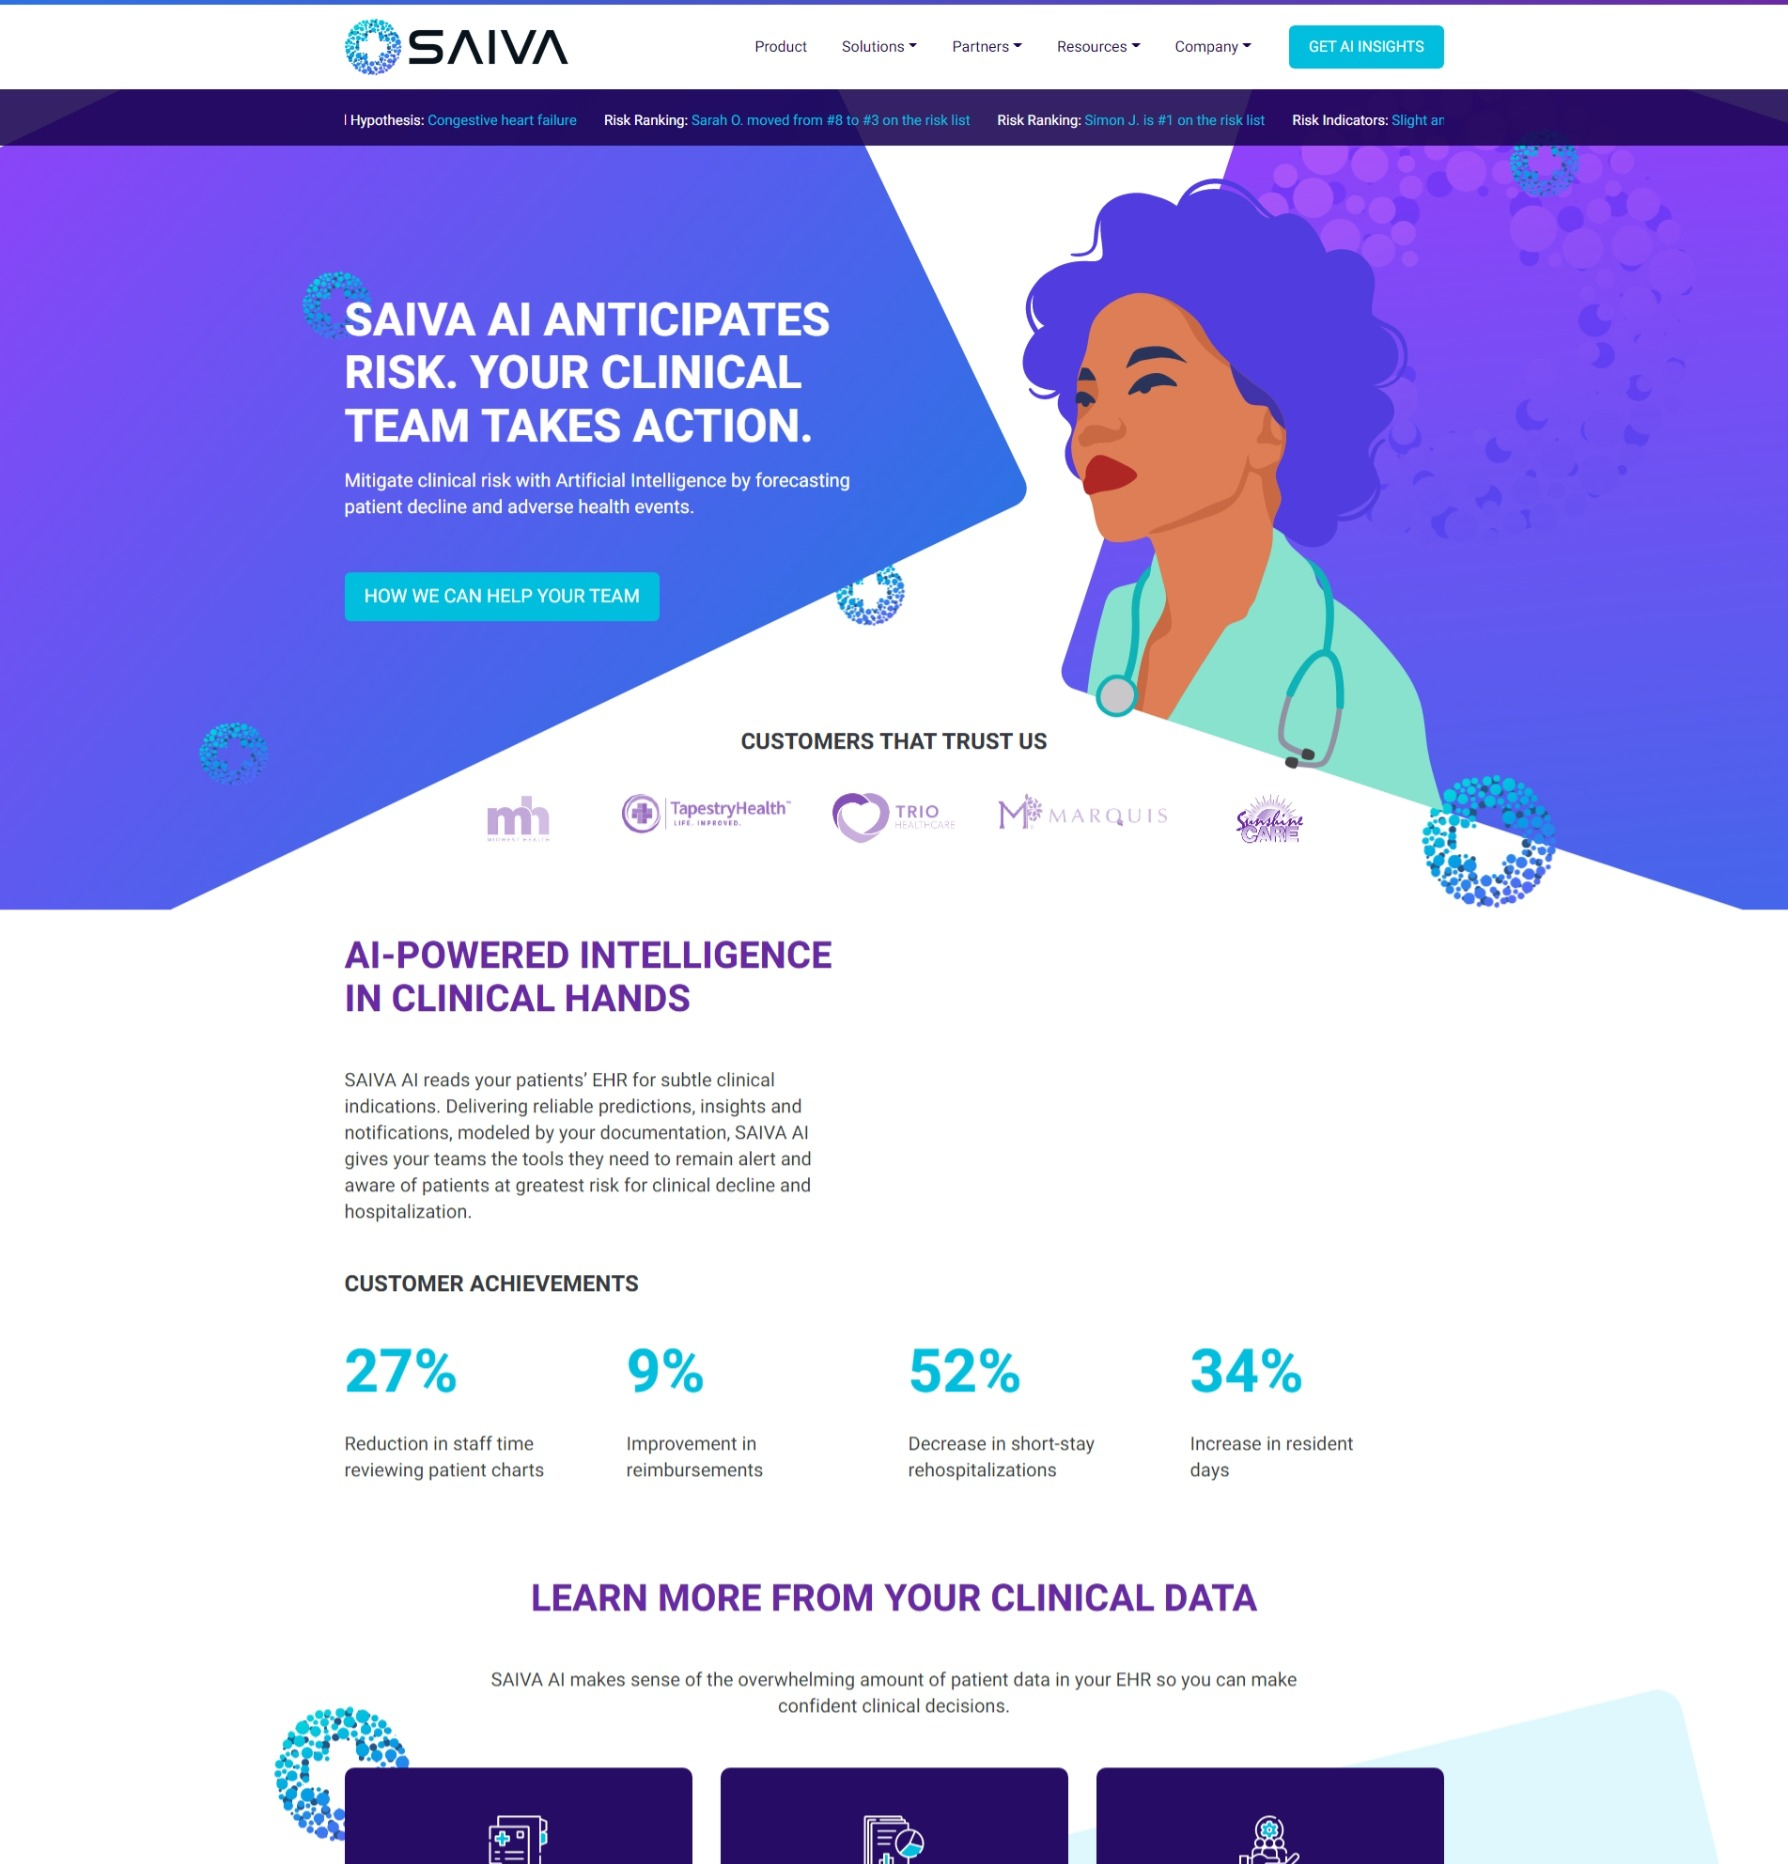 SAIVA
Product
Solutions
Partners
Resources
Company
GET AI INSIGHTS
Hypothesis: Congestive heart failure
Risk Ranking: Sarah O. moved from #8 to #3 on the risk list
Risk Ranking: Simon J. is #1 on the risk list
Risk Indicators: Slight
SAIVA AI ANTICIPATES
RISK. YOUR CLINICAL
TEAM TAKES ACTION.
Mitigate clinical risk with Artificial Intelligence by forecasting
patient decline and adverse health events.
HOW WE CAN HELP YOUR TEAM
CUSTOMERS THAT TRUST US
mh
MIDWEST HEALTH
TapestryHealth™
LIFE. IMPROVED.
TRIO
HEALTHCARE
MARQUIS
Sunshine
CARE
AI-POWERED INTELLIGENCE
IN CLINICAL HANDS
SAIVA AI reads your patients’ EHR for subtle clinical
indications. Delivering reliable predictions, insights and
notifications, modeled by your documentation, SAIVA AI
gives your teams the tools they need to remain alert and
aware of patients at greatest risk for clinical decline and
hospitalization.
CUSTOMER ACHIEVEMENTS
27%
Reduction in staff time
reviewing patient charts
9%
Improvement in
reimbursements
52%
Decrease in short-stay
rehospitalizations
34%
Increase in resident
days
LEARN MORE FROM YOUR CLINICAL DATA
SAIVA AI makes sense of the overwhelming amount of patient data in your EHR so you can make
confident clinical decisions.